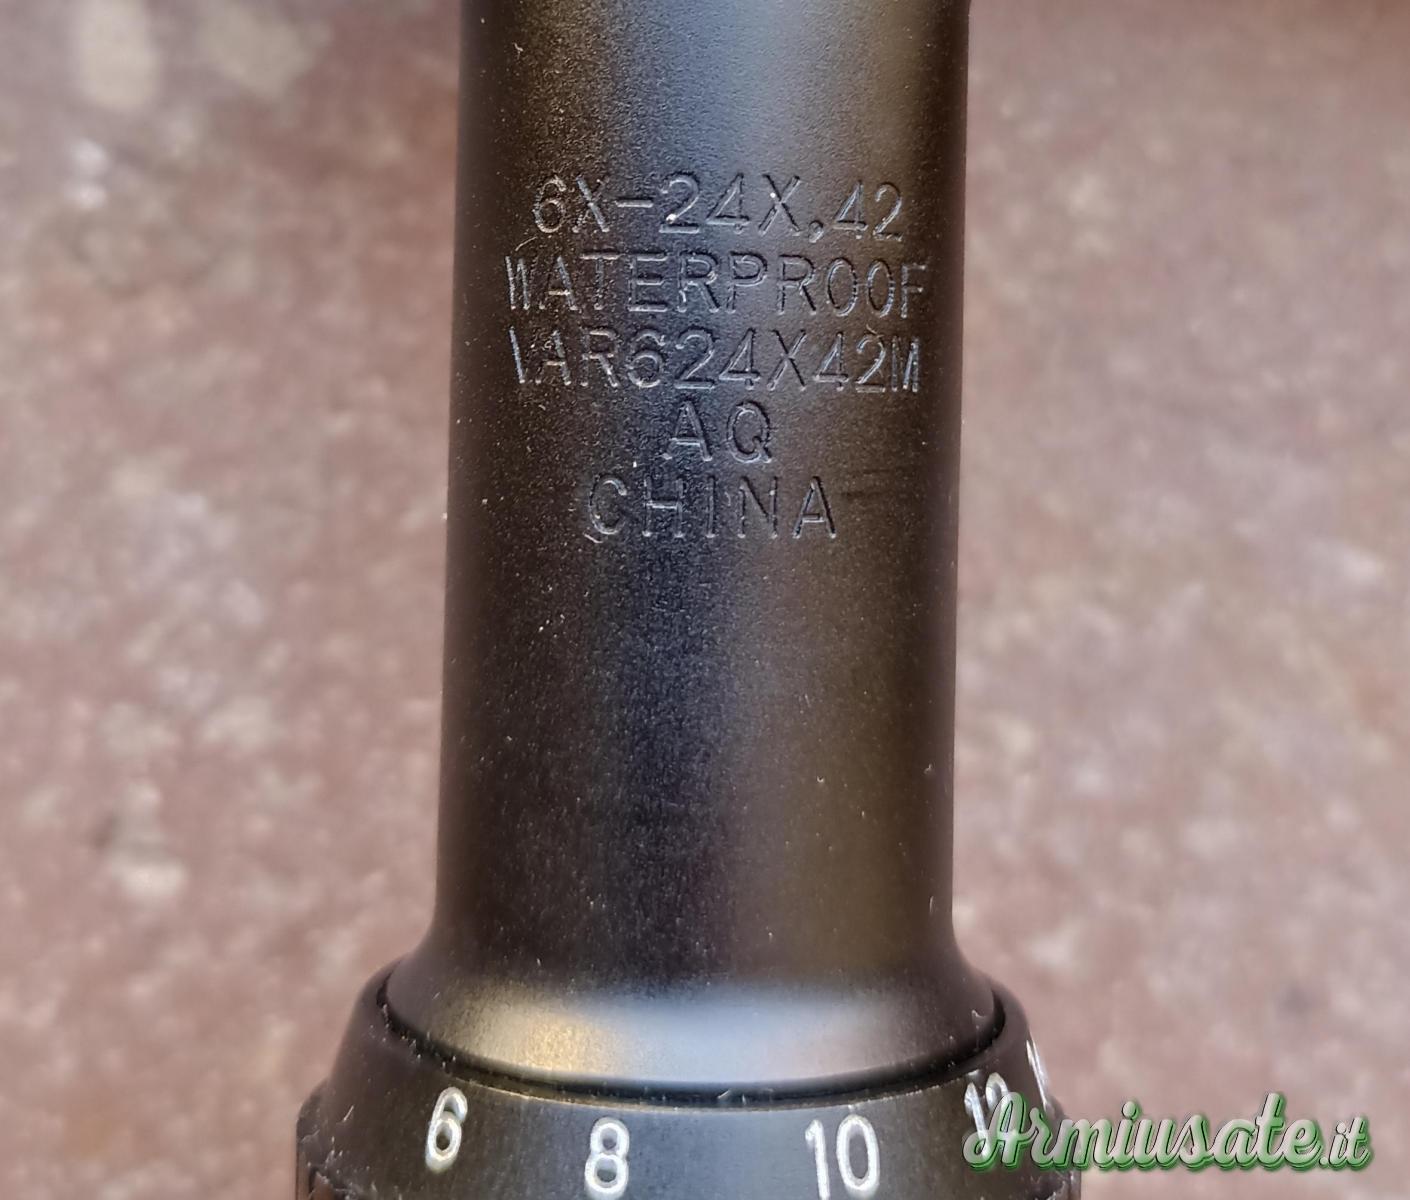 6X-24X,42
WATERPROOF
VAR624X42M
AQ
CHINA
6 8 10 12
Armiusate.it